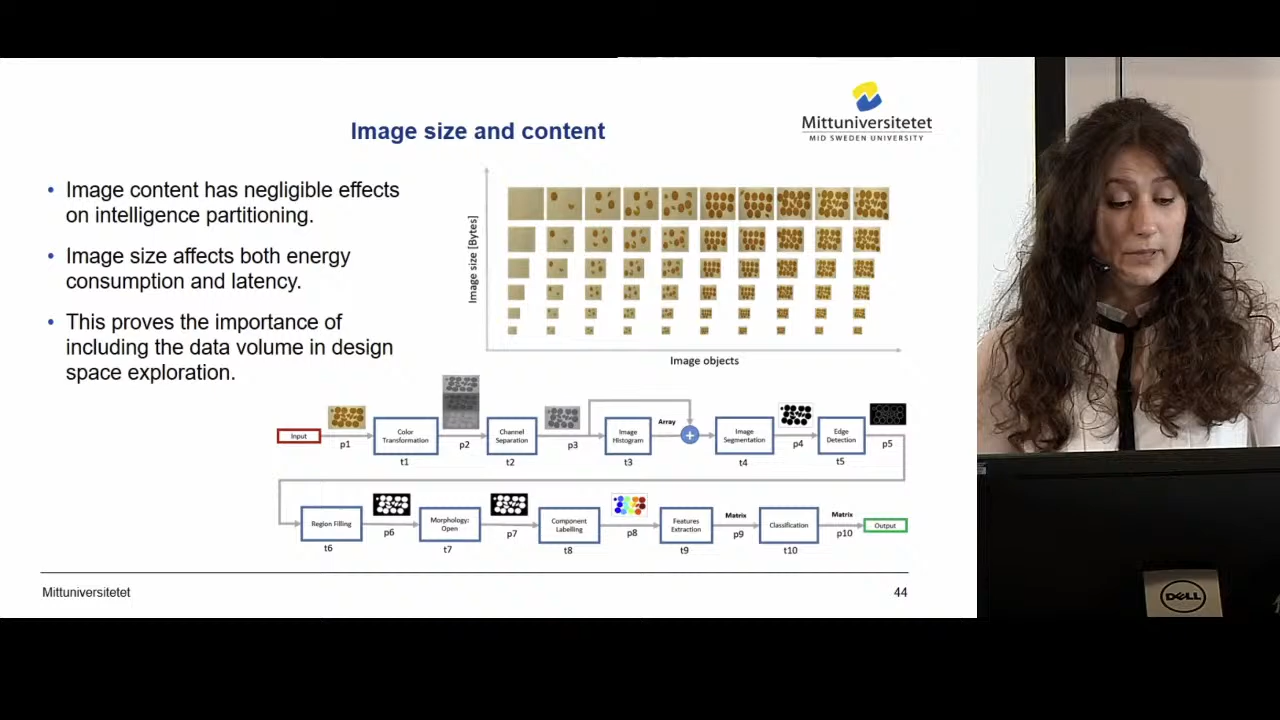 Mittuniversitetet
MID SWEDEN UNIVERSITY
Image size and content
• Image content has negligible effects
on intelligence partitioning.
• Image size affects both energy
consumption and latency.
• This proves the importance of
including the data volume in design
space exploration.
Image size [Bytes]
Image objects
Input
p1
Color
Transformation
t1
p2
Channel
Separation
t2
p3
Image
Histogram
t3
Array
+
Image
Segmentation
t4
p4
Edge
Detection
t5
p5
Region Filling
t6
p6
Morphology:
Open
t7
p7
Component
Labelling
t8
p8
Features
Extraction
t9
Matrix
p9
Classification
t10
Matrix
p10
Output
Mittuniversitetet
44
DELL